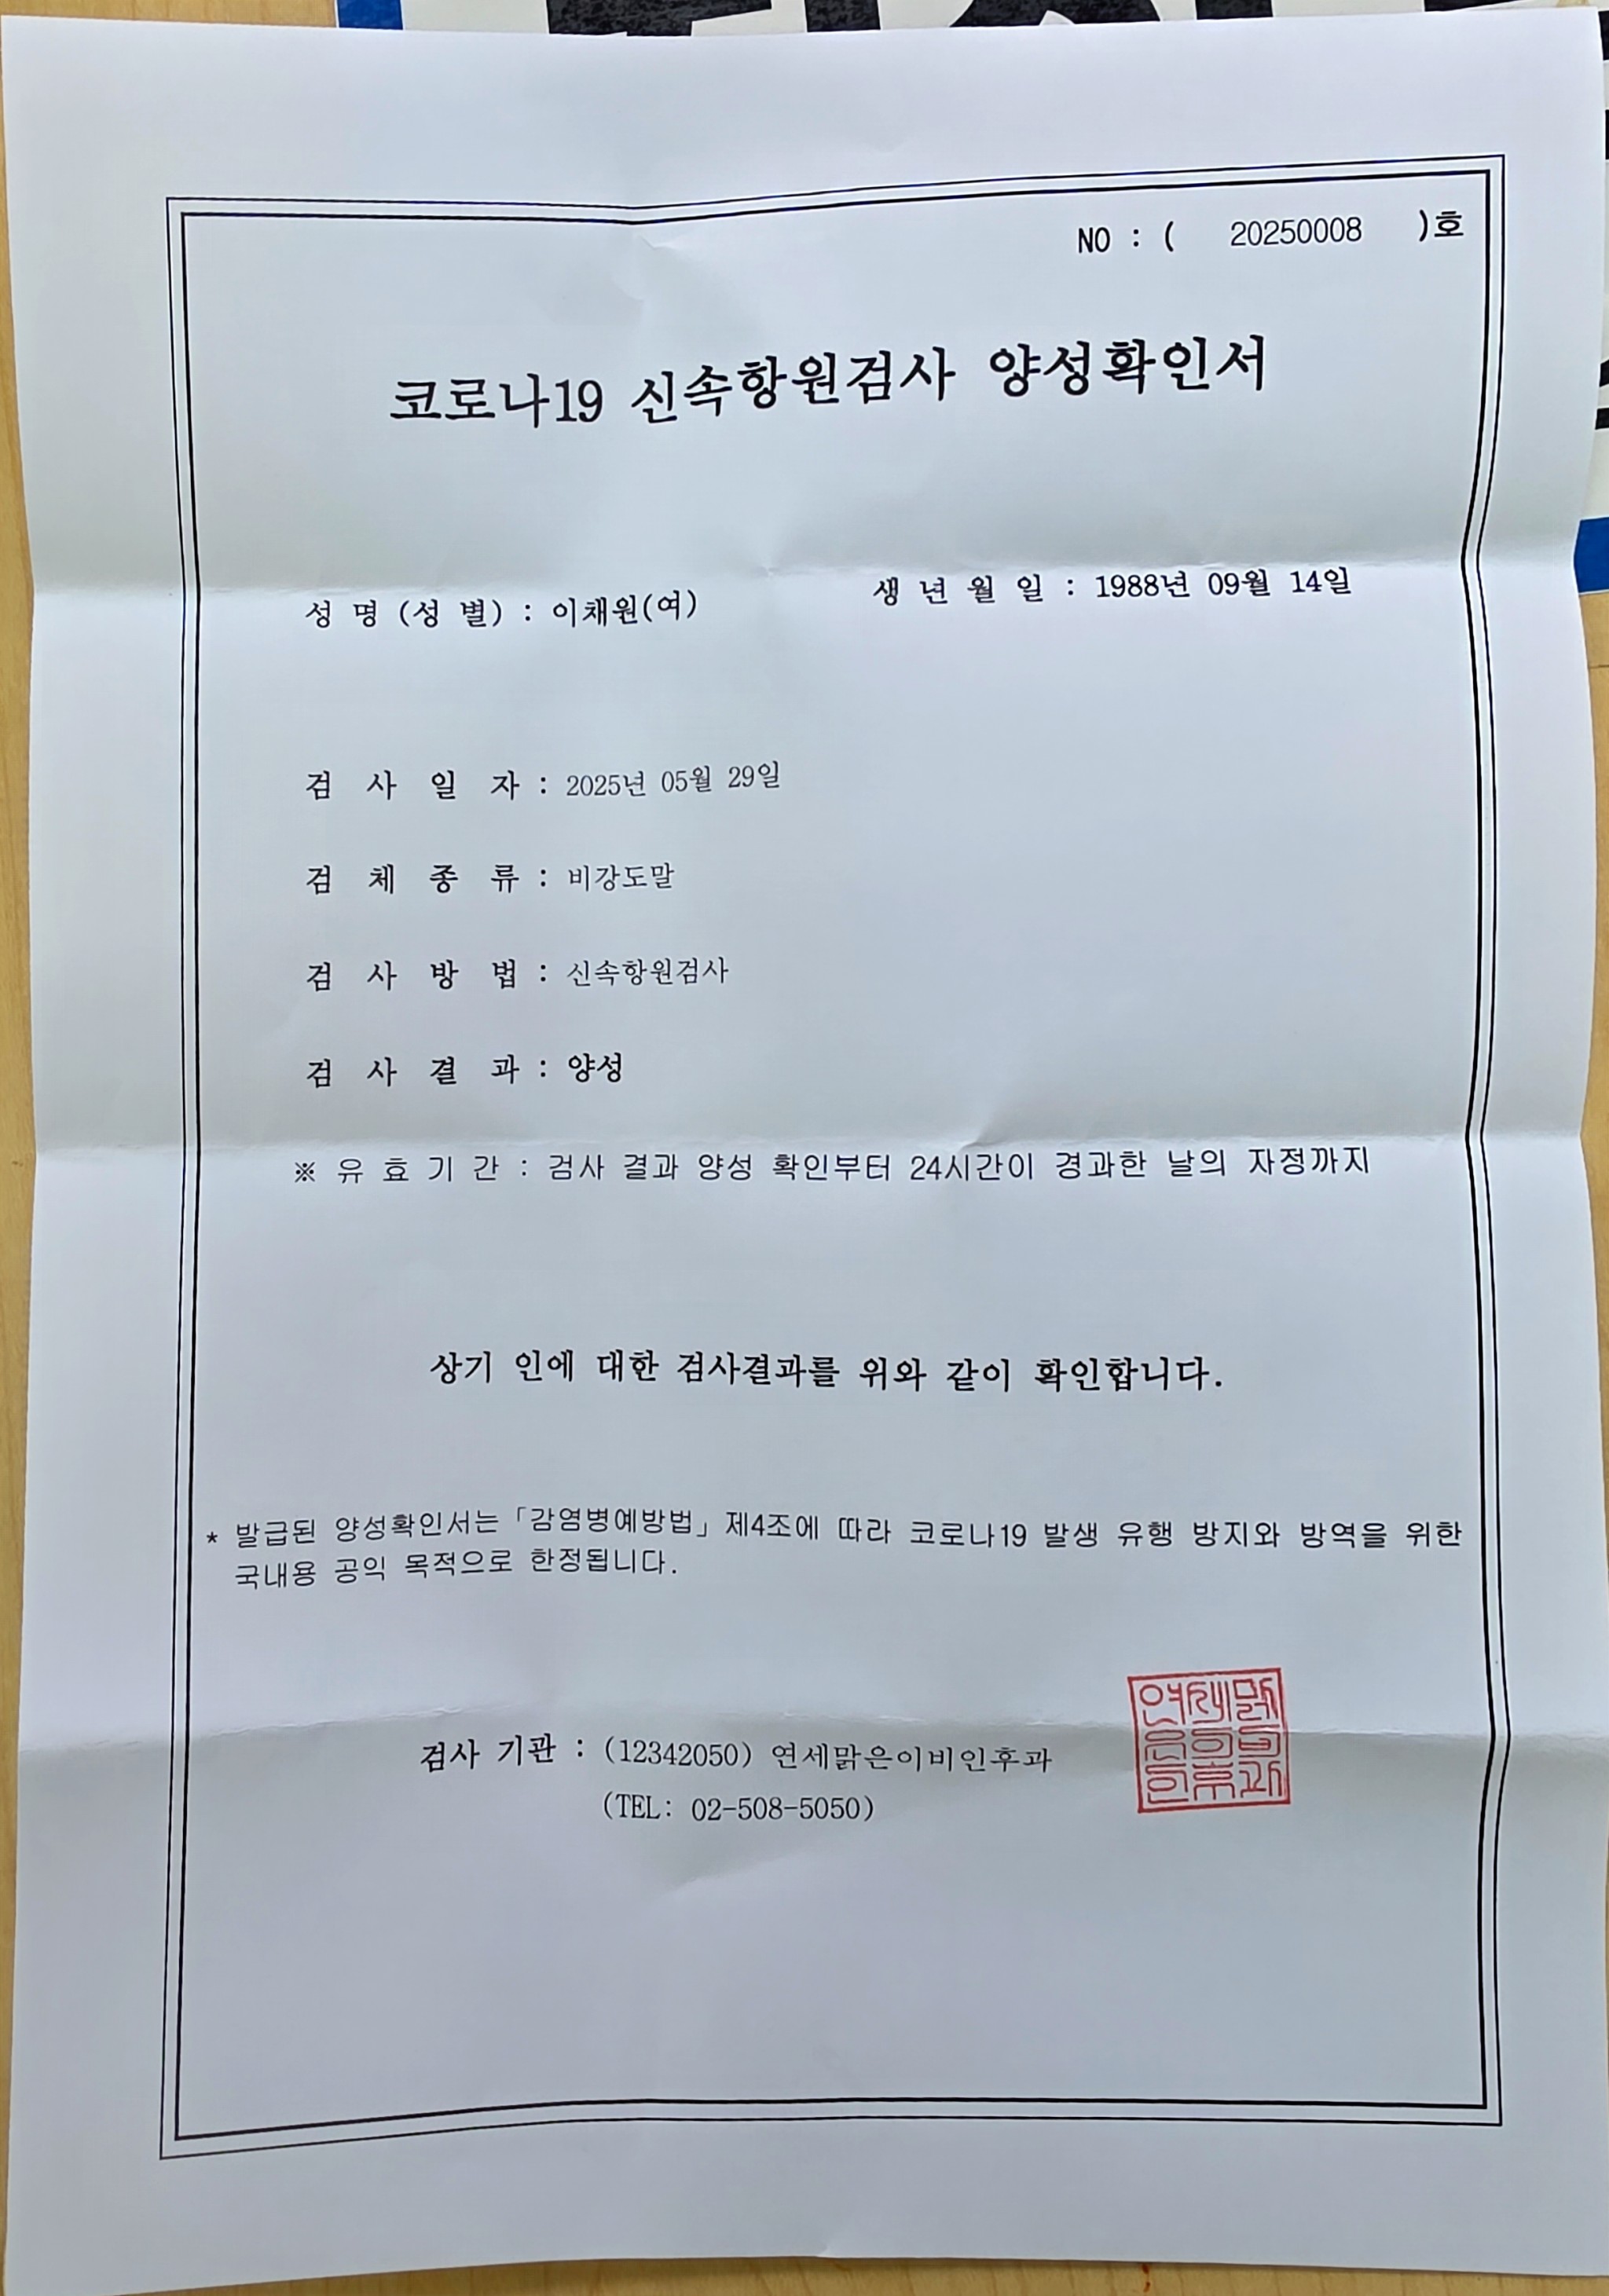 NO : ( 20250008 )호
코로나19 신속항원검사 양성확인서
성 명 (성 별) : 이채원(여) 생 년 월 일 : 1988년 09월 14일
검 사 일 자 : 2025년 05월 29일
검 체 종 류 : 비강도말
검 사 방 법 : 신속항원검사
검 사 결 과 : 양성
※ 유 효 기 간 : 검사 결과 양성 확인부터 24시간이 경과한 날의 자정까지
상기 인에 대한 검사결과를 위와 같이 확인합니다.
* 발급된 양성확인서는「감염병예방법」제4조에 따라 코로나19 발생 유행 방지와 방역을 위한
국내용 공익 목적으로 한정됩니다.
검사 기관 : (12342050) 연세맑은이비인후과
(TEL: 02-508-5050)